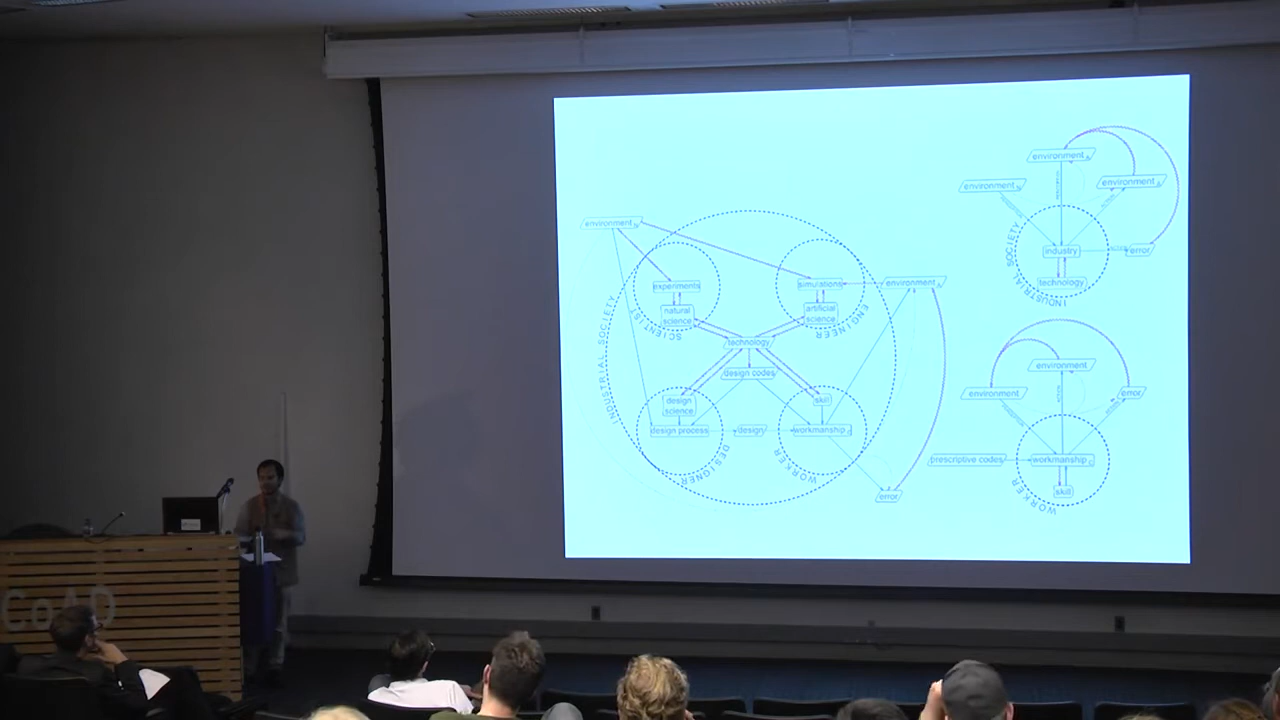 environment
experiments
natural
science
SCIENTIST
simulations
artificial
science
ENGINEER
environment
INDUSTRIAL SOCIETY
technology
design codes
design
science
design process
DESIGNER
design
skill
workmanship
WORKER
error
environment
environment
environment
industry
error
technology
INDUSTRIAL SOCIETY
environment
environment
error
prescriptive codes
workmanship
skill
WORKER
CoAD